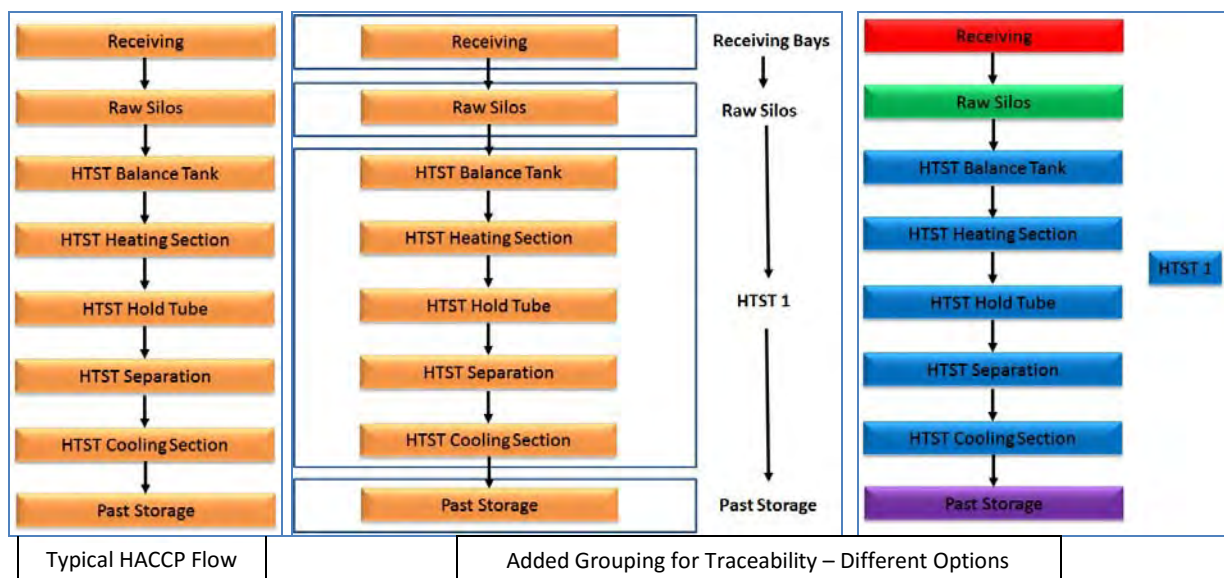 Receiving
Raw Silos
HTST Balance Tank
HTST Heating Section
HTST Hold Tube
HTST Separation
HTST Cooling Section
Past Storage
Typical HACCP Flow
Receiving
Raw Silos
HTST Balance Tank
HTST Heating Section
HTST Hold Tube
HTST Separation
HTST Cooling Section
Past Storage
Receiving Bays
Raw Silos
HTST 1
Past Storage
Receiving
Raw Silos
HTST Balance Tank
HTST Heating Section
HTST Hold Tube
HTST Separation
HTST Cooling Section
Past Storage
HTST 1
Added Grouping for Traceability – Different Options